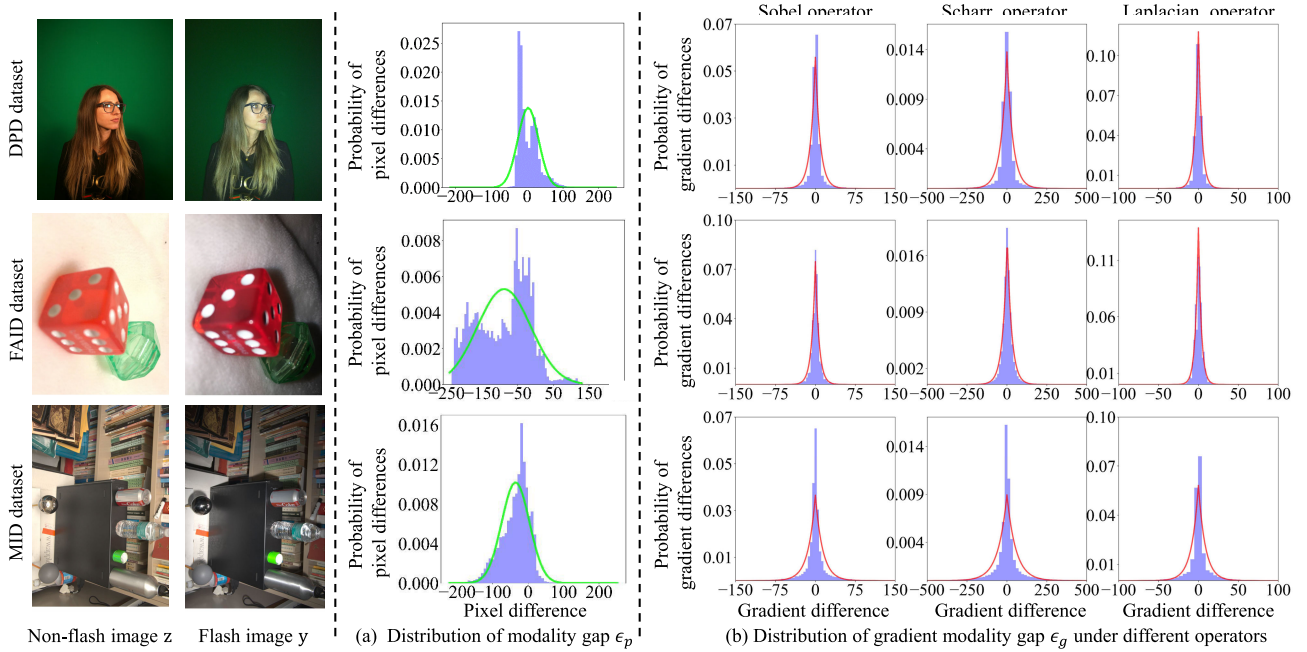 Sobel operator
Scharr operator
Laplacian operator
DPD dataset
Probability of
pixel differences
0.025
0.020
0.015
0.010
0.005
0.000
−200 −100 0 100 200
Probability of
gradient differences
0.07
0.05
0.03
0.01
−150 −75 0 75 150
0.014
0.009
0.004
−500 −250 0 250 500
0.10
0.07
0.04
0.01
−100 −50 0 50 100
FAID dataset
Probability of
pixel differences
0.008
0.006
0.004
0.002
0.000
−250 −150 −50 50 150
Probability of
gradient differences
0.10
0.07
0.04
0.01
−150 −75 0 75 150
0.016
0.009
0.002
−500 −250 0 250 500
0.11
0.06
0.01
−100 −50 0 50 100
MID dataset
Probability of
pixel differences
0.016
0.012
0.008
0.004
0.000
−200 −100 0 100 200
Pixel difference
Probability of
gradient differences
0.07
0.05
0.03
0.01
−150 −75 0 75 150
Gradient difference
0.014
0.009
0.004
−500 −250 0 250 500
Gradient difference
0.10
0.07
0.04
0.01
−100 −50 0 50 100
Gradient difference
Non-flash image z
Flash image y
(a) Distribution of modality gap ϵp
(b) Distribution of gradient modality gap ϵg under different operators